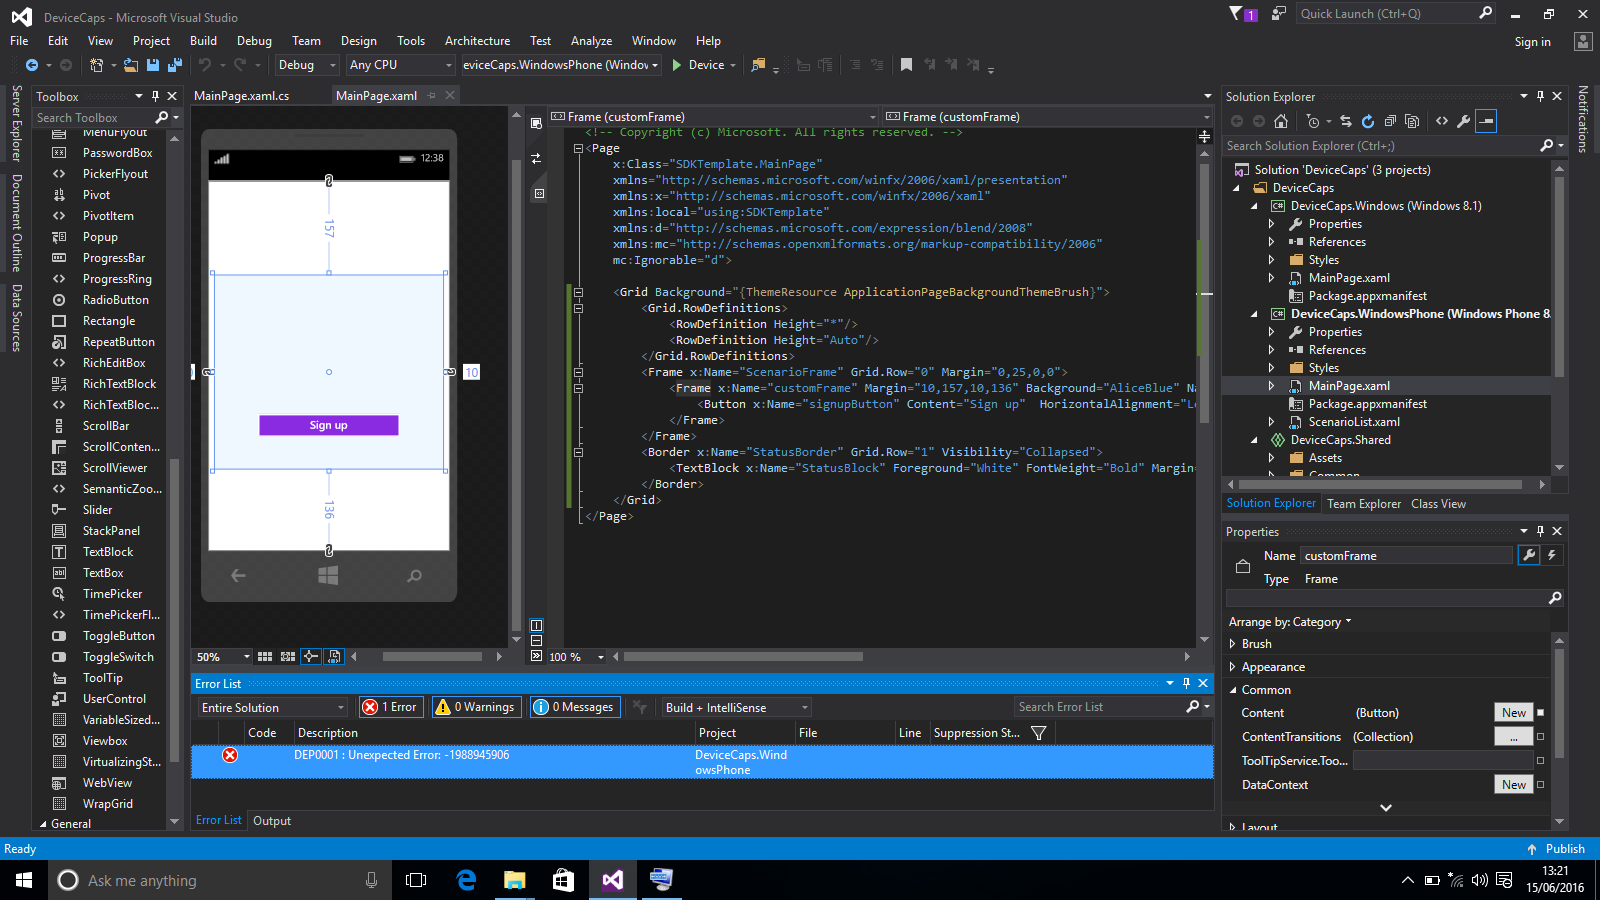 DeviceCaps - Microsoft Visual Studio
1
Quick Launch (Ctrl+Q)
File Edit View Project Build Debug Team Design Tools Architecture Test Analyze Window Help
Sign in
Debug
Any CPU
eviceCaps.WindowsPhone (Window
Device
Server Explorer
Document Outline
Data Sources
Toolbox
Search Toolbox
MenuFlyout
PasswordBox
PickerFlyout
Pivot
PivotItem
Popup
ProgressBar
ProgressRing
RadioButton
Rectangle
RepeatButton
RichEditBox
RichTextBlock
RichTextBloc...
ScrollBar
ScrollConten...
ScrollViewer
SemanticZoo...
Slider
StackPanel
TextBlock
TextBox
TimePicker
TimePickerFl...
ToggleButton
ToggleSwitch
ToolTip
UserControl
VariableSized...
Viewbox
VirtualizingSt...
WebView
WrapGrid
General
MainPage.xaml.cs
MainPage.xaml
12:38
157
10
Sign up
136
50%
Frame (customFrame)
Frame (customFrame)
<!-- Copyright (c) Microsoft. All rights reserved. -->
<Page
x:Class="SDKTemplate.MainPage"
xmlns="http://schemas.microsoft.com/winfx/2006/xaml/presentation"
xmlns:x="http://schemas.microsoft.com/winfx/2006/xaml"
xmlns:local="using:SDKTemplate"
xmlns:d="http://schemas.microsoft.com/expression/blend/2008"
xmlns:mc="http://schemas.openxmlformats.org/markup-compatibility/2006"
mc:Ignorable="d">
<Grid Background="{ThemeResource ApplicationPageBackgroundThemeBrush}">
<Grid.RowDefinitions>
<RowDefinition Height="*"/>
<RowDefinition Height="Auto"/>
</Grid.RowDefinitions>
<Frame x:Name="ScenarioFrame" Grid.Row="0" Margin="0,25,0,0">
<Frame x:Name="customFrame" Margin="10,157,10,136" Background="AliceBlue" Na
<Button x:Name="signupButton" Content="Sign up" HorizontalAlignment="Le
</Frame>
</Frame>
<Border x:Name="StatusBorder" Grid.Row="1" Visibility="Collapsed">
<TextBlock x:Name="StatusBlock" Foreground="White" FontWeight="Bold" Margin=
</Border>
</Grid>
</Page>
100 %
Error List
Entire Solution
1 Error
0 Warnings
0 Messages
Build + IntelliSense
Search Error List
Code Description Project File Line Suppression St...
DEP0001 : Unexpected Error: -1988945906
DeviceCaps.Wind
owsPhone
Error List Output
Solution Explorer
Search Solution Explorer (Ctrl+;)
Solution 'DeviceCaps' (3 projects)
DeviceCaps
DeviceCaps.Windows (Windows 8.1)
Properties
References
Styles
MainPage.xaml
Package.appxmanifest
DeviceCaps.WindowsPhone (Windows Phone 8.
Properties
References
Styles
MainPage.xaml
Package.appxmanifest
ScenarioList.xaml
DeviceCaps.Shared
Assets
Common
Solution Explorer Team Explorer Class View
Notifications
Properties
Name customFrame
Type Frame
Arrange by: Category
Brush
Appearance
Common
Content (Button) New
ContentTransitions (Collection) ...
ToolTipService.Too...
DataContext New
Layout
Ready
Publish
Ask me anything
13:21
15/06/2016